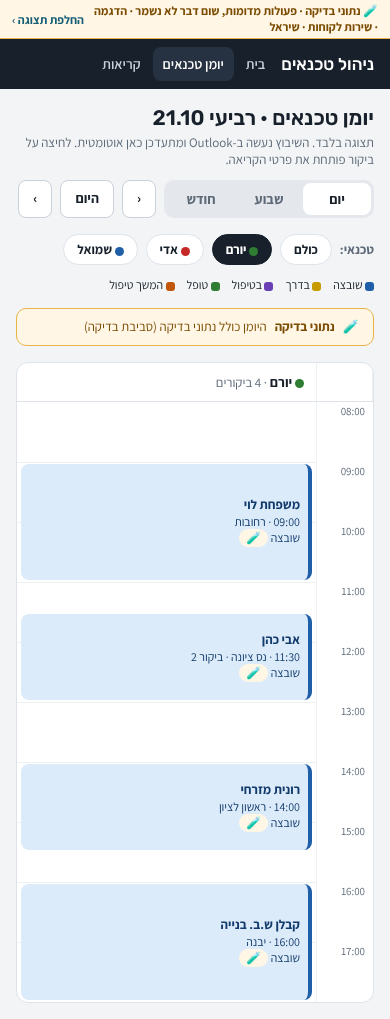 🧪 נתוני בדיקה · פעולות מדומות, שום דבר לא נשמר · הדגמה
· שירות לקוחות · שיראל
החלפת תצוגה ›
ניהול טכנאים
בית
יומן טכנאים
קריאות
יומן טכנאים • רביעי 21.10
תצוגה בלבד. השיבוץ נעשה ב-Outlook ומתעדכן כאן אוטומטית. לחיצה על
ביקור פותחת את פרטי הקריאה.
יום
שבוע
חודש
‹
היום
›
טכנאי:
כולם
יורם
אדי
שמואל
שובצה
בדרך
בטיפול
טופל
המשך טיפול
🧪 נתוני בדיקה היומן כולל נתוני בדיקה (סביבת בדיקה)
יורם · 4 ביקורים
08:00
09:00
משפחת לוי
09:00 · רחובות
שובצה 🧪
10:00
11:00
אבי כהן
11:30 · נס ציונה · ביקור 2
שובצה 🧪
12:00
13:00
14:00
רונית מזרחי
14:00 · ראשון לציון
שובצה 🧪
15:00
16:00
קבלן ש.ב. בנייה
16:00 · יבנה
שובצה 🧪
17:00